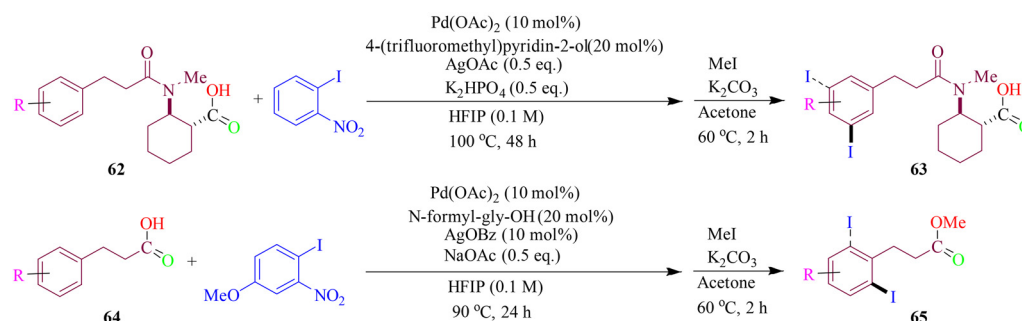 Pd(OAc)2 (10 mol%)
4-(trifluoromethyl)pyridin-2-ol(20 mol%)
AgOAc (0.5 eq.)
K2HPO4 (0.5 eq.)
HFIP (0.1 M)
100 °C, 48 h
MeI
K2CO3
Acetone
60 °C, 2 h
R
O
N
Me
OH
O
62
+
I
NO2
I
R
I
O
N
Me
OH
O
63
Pd(OAc)2 (10 mol%)
N-formyl-gly-OH (20 mol%)
AgOBz (10 mol%)
NaOAc (0.5 eq.)
HFIP (0.1 M)
90 °C, 24 h
MeI
K2CO3
Acetone
60 °C, 2 h
R
OH
O
64
+
I
MeO
NO2
I
R
I
OMe
O
65